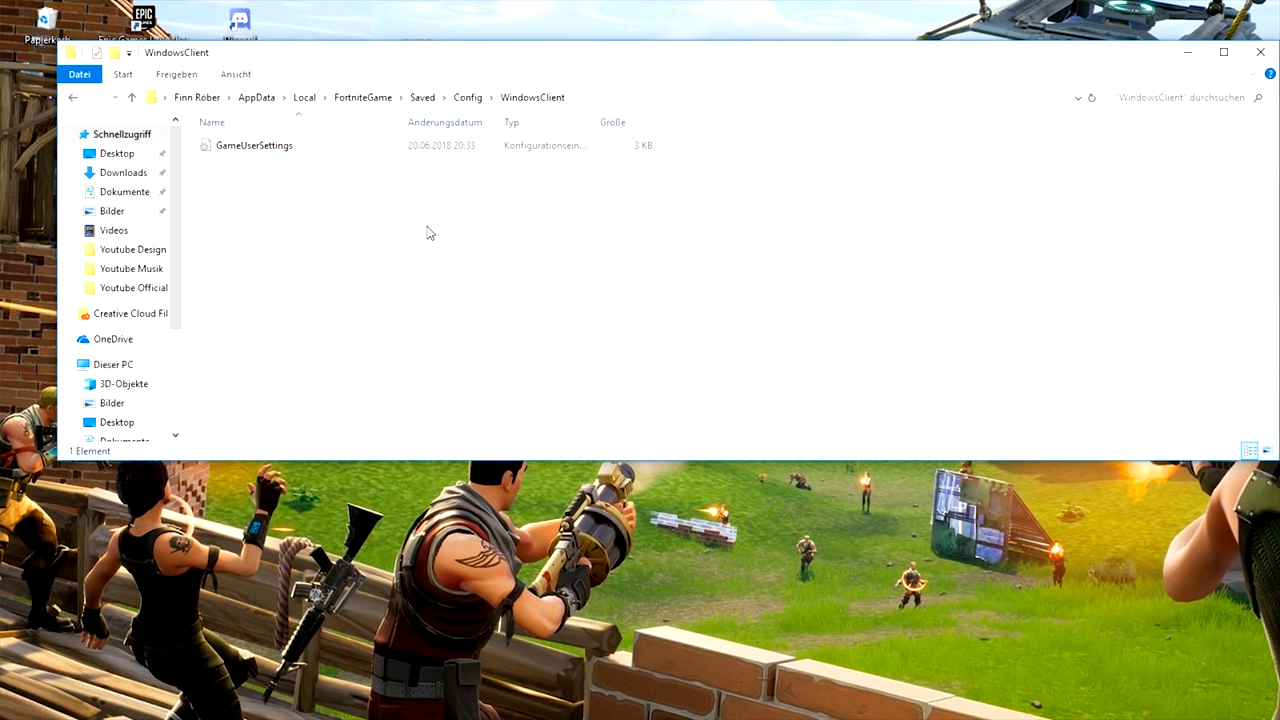 EPIC
GAMES
WindowsClient
Datei Start Freigeben Ansicht
Finn Röber > AppData > Local > FortniteGame > Saved > Config > WindowsClient
"WindowsClient" durchsuchen
Name Änderungsdatum Typ Größe
Schnellzugriff
GameUserSettings 20.06.2018 20:33 Konfigurationsein... 3 KB
Desktop
Downloads
Dokumente
Bilder
Videos
Youtube Design
Youtube Musik
Youtube Official
Creative Cloud Fil
OneDrive
Dieser PC
3D-Objekte
Bilder
Desktop
1 Element